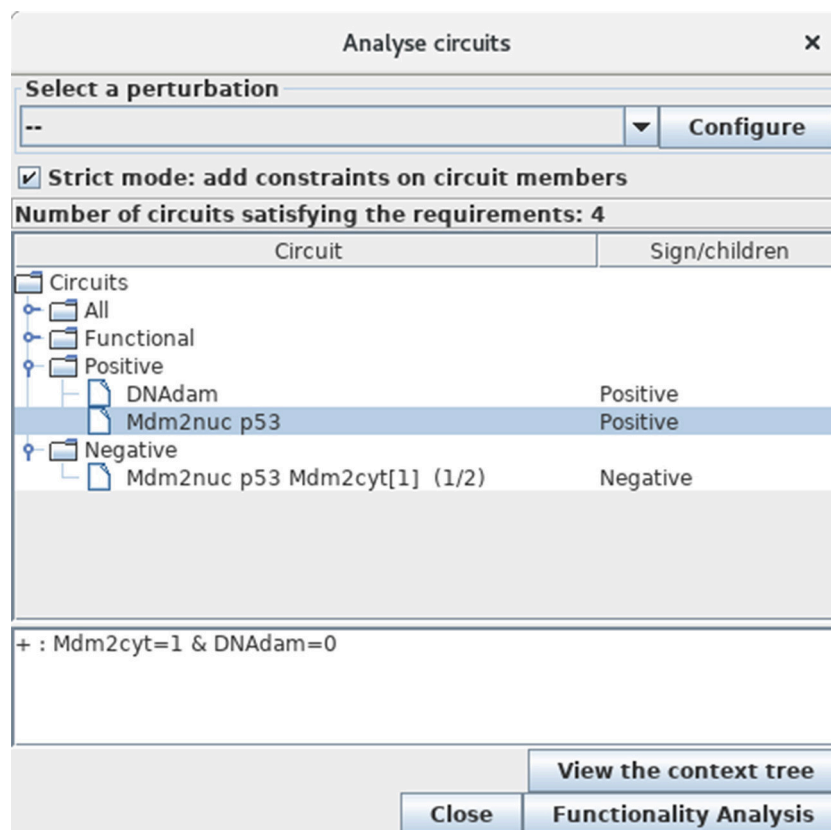 Analyse circuits ×
Select a perturbation
-- Configure
Strict mode: add constraints on circuit members
Number of circuits satisfying the requirements: 4
Circuit Sign/children
Circuits
All
Functional
Positive
DNAdam Positive
Mdm2nuc p53 Positive
Negative
Mdm2nuc p53 Mdm2cyt[1] (1/2) Negative
+ : Mdm2cyt=1 & DNAdam=0
View the context tree
Close Functionality Analysis